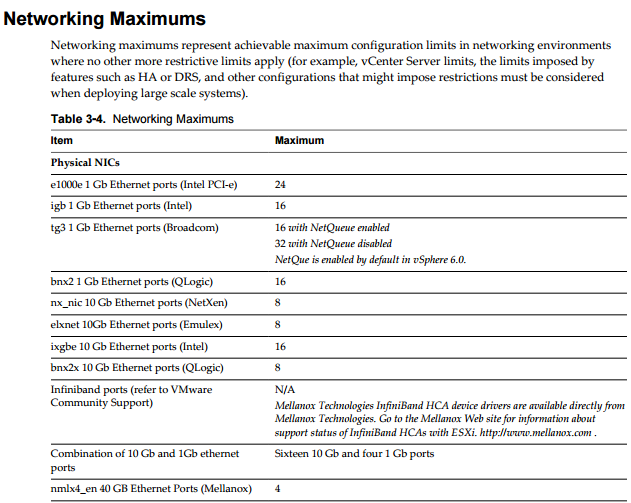 Networking Maximums
Networking maximums represent achievable maximum configuration limits in networking environments
where no other more restrictive limits apply (for example, vCenter Server limits, the limits imposed by
features such as HA or DRS, and other configurations that might impose restrictions must be considered
when deploying large scale systems).
Table 3-4. Networking Maximums
Item Maximum
Physical NICs
e1000e 1 Gb Ethernet ports (Intel PCI-e) 24
igb 1 Gb Ethernet ports (Intel) 16
tg3 1 Gb Ethernet ports (Broadcom) 16 with NetQueue enabled
32 with NetQueue disabled
NetQue is enabled by default in vSphere 6.0.
bnx2 1 Gb Ethernet ports (QLogic) 16
nx_nic 10 Gb Ethernet ports (NetXen) 8
elxnet 10Gb Ethernet ports (Emulex) 8
ixgbe 10 Gb Ethernet ports (Intel) 16
bnx2x 10 Gb Ethernet ports (QLogic) 8
Infiniband ports (refer to VMware N/A
Community Support) Mellanox Technologies InfiniBand HCA device drivers are available directly from
Mellanox Technologies. Go to the Mellanox Web site for information about
support status of InfiniBand HCAs with ESXi. http://www.mellanox.com .
Combination of 10 Gb and 1Gb ethernet Sixteen 10 Gb and four 1 Gb ports
ports
nmlx4_en 40 GB Ethernet Ports (Mellanox) 4